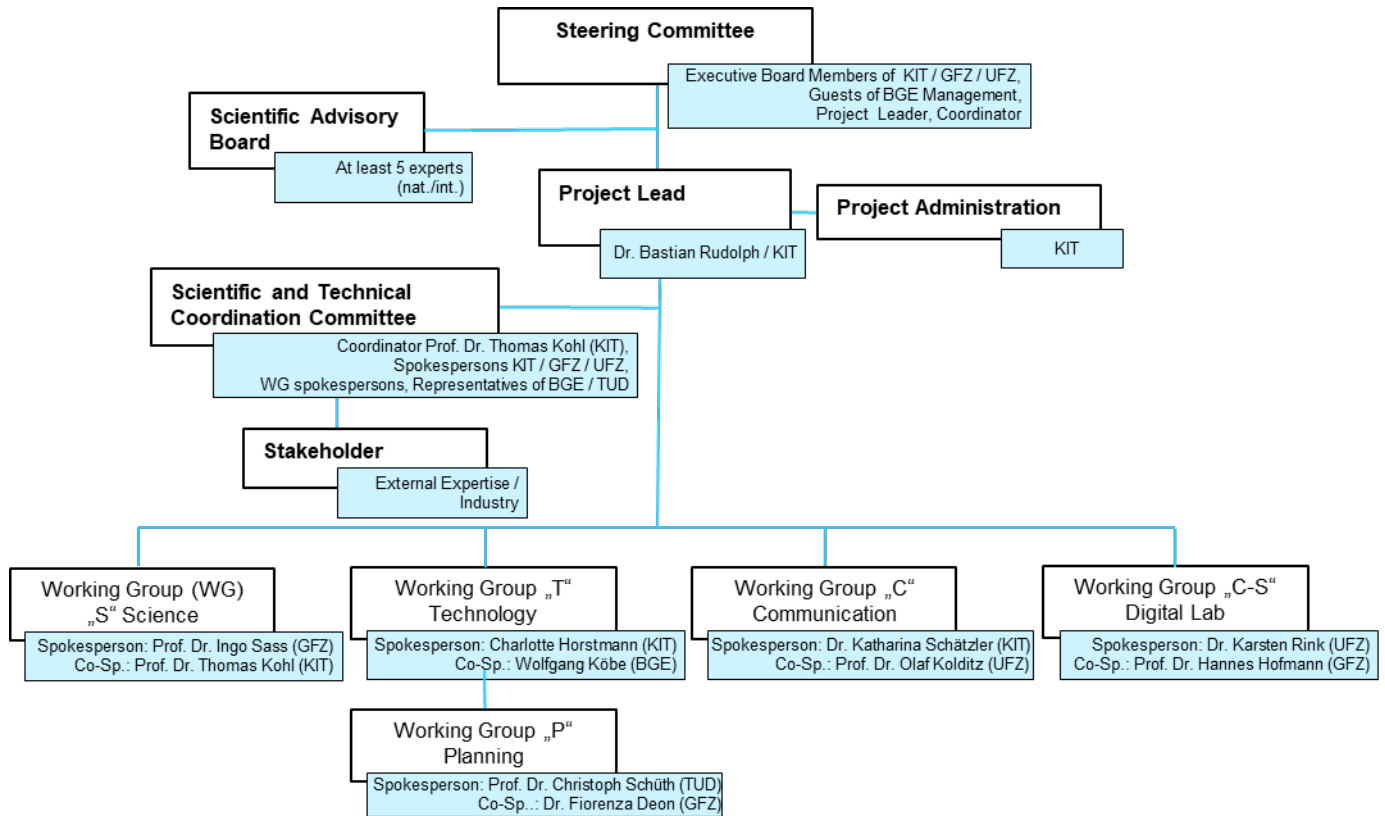 Steering Committee
Executive Board Members of KIT / GFZ / UFZ,
Guests of BGE Management,
Project Leader, Coordinator
Scientific Advisory
Board
At least 5 experts
(nat./int.)
Project Lead
Dr. Bastian Rudolph / KIT
Project Administration
KIT
Scientific and Technical
Coordination Committee
Coordinator Prof. Dr. Thomas Kohl (KIT),
Spokespersons KIT / GFZ / UFZ,
WG spokespersons, Representatives of BGE / TUD
Stakeholder
External Expertise /
Industry
Working Group (WG)
„S“ Science
Spokesperson: Prof. Dr. Ingo Sass (GFZ)
Co-Sp.: Prof. Dr. Thomas Kohl (KIT)
Working Group „T“
Technology
Spokesperson: Charlotte Horstmann (KIT)
Co-Sp.: Wolfgang Köbe (BGE)
Working Group „C“
Communication
Spokesperson: Dr. Katharina Schätzler (KIT)
Co-Sp.: Prof. Dr. Olaf Kolditz (UFZ)
Working Group „C-S“
Digital Lab
Spokesperson: Dr. Karsten Rink (UFZ)
Co-Sp.: Prof. Dr. Hannes Hofmann (GFZ)
Working Group „P“
Planning
Spokesperson: Prof. Dr. Christoph Schüth (TUD)
Co-Sp..: Dr. Fiorenza Deon (GFZ)